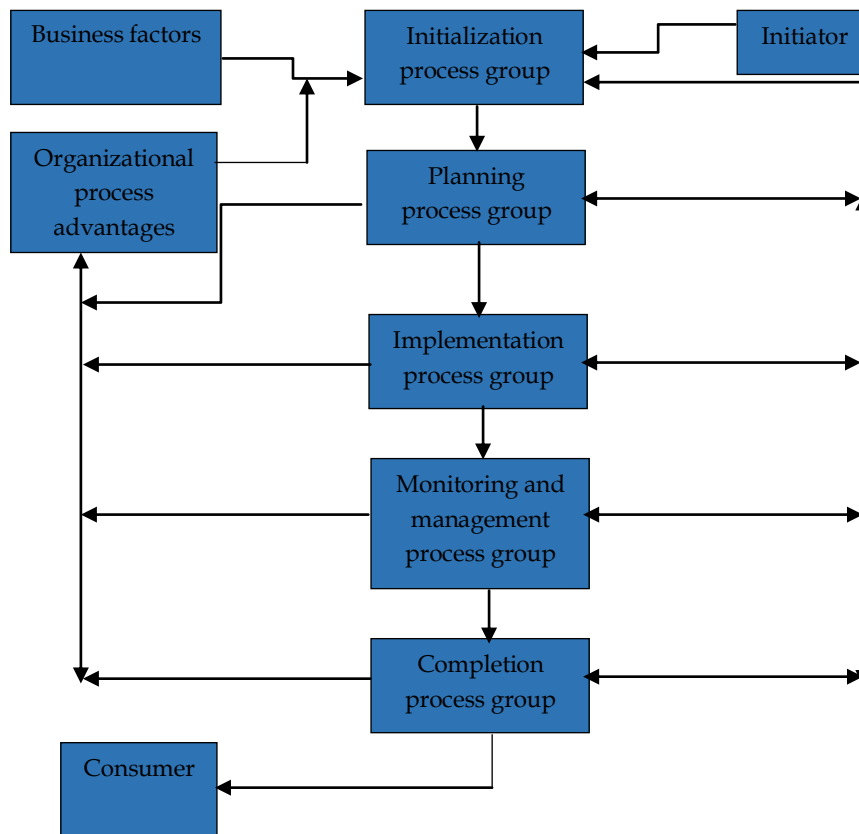 Business factors
Initialization
process group
Initiator
Organizational
process
advantages
Planning
process group
Implementation
process group
Monitoring and
management
process group
Completion
process group
Consumer